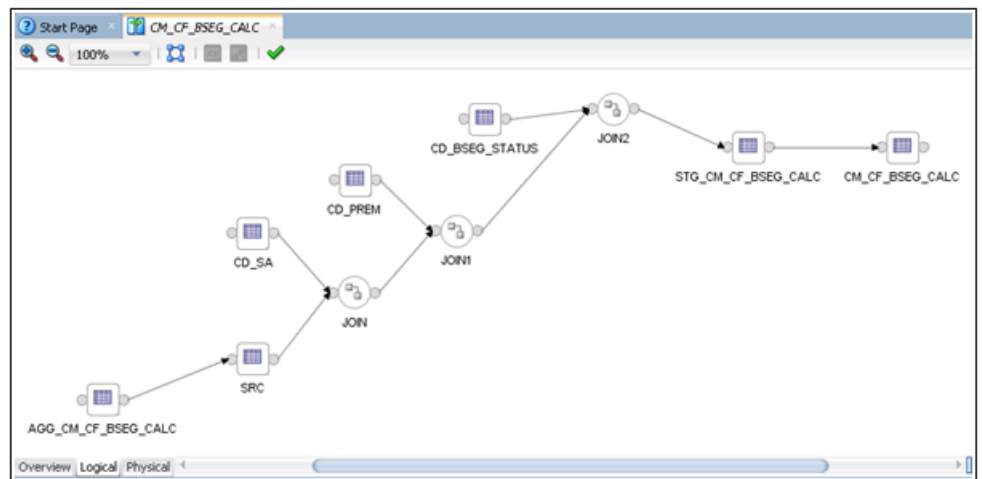 Start Page
CM_CF_BSEG_CALC
100%
CD_BSEG_STATUS
JOIN2
STG_CM_CF_BSEG_CALC
CM_CF_BSEG_CALC
CD_PREM
JOIN1
CD_SA
JOIN
SRC
AGG_CM_CF_BSEG_CALC
Overview Logical Physical